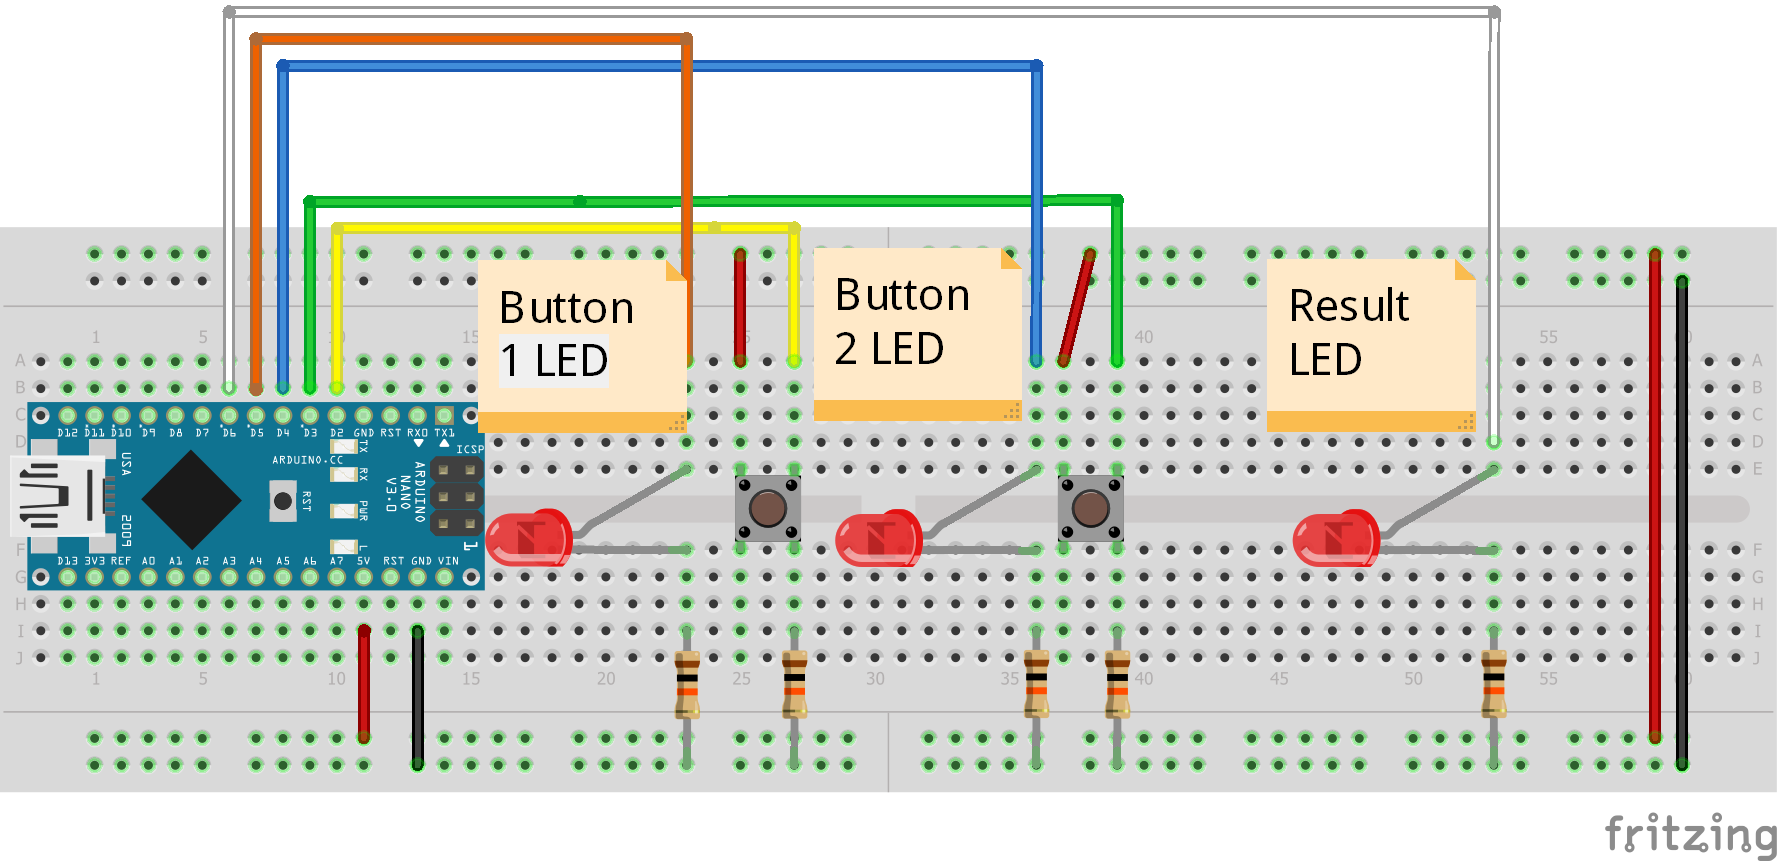 Button
1 LED
Button
2 LED
Result
LED
1 5 10 15 25 40 55 60
A A
B B
C
D12 D11 D10 D9 D8 D7 D6 D5 D4 D3 D2 GND RST RX0 TX1
C
D D
E E
USA
ARDUINO.CC
TX
RX
RST
PWR
L
ARDUINO
NANO
V3.0
ICSP
1
2009
F F
D13 3V3 REF A0 A1 A2 A3 A4 A5 A6 A7 5V RST GND VIN
G G
H H
I I
J J
1 5 10 15 20 25 30 35 40 45 50 55 60
fritzing